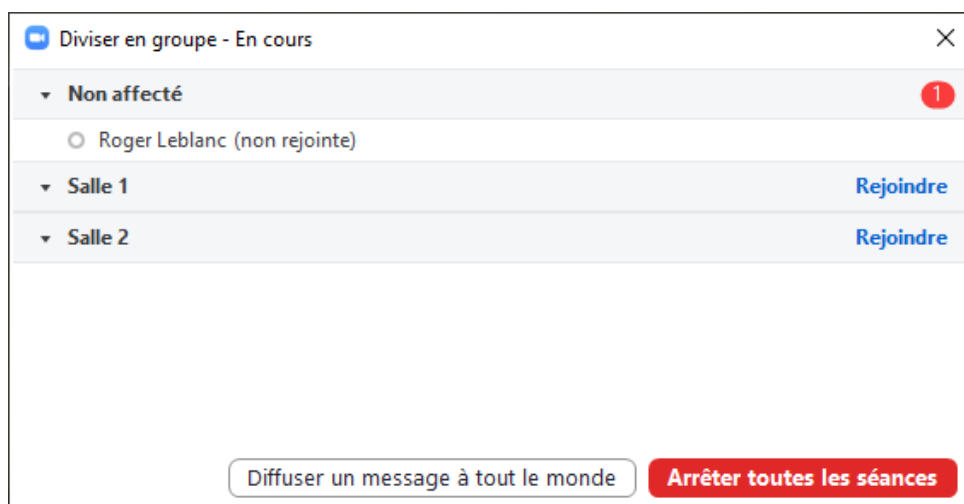 Diviser en groupe - En cours
Non affecté 1
Roger Leblanc (non rejointe)
Salle 1 Rejoindre
Salle 2 Rejoindre
Diffuser un message à tout le monde Arrêter toutes les séances